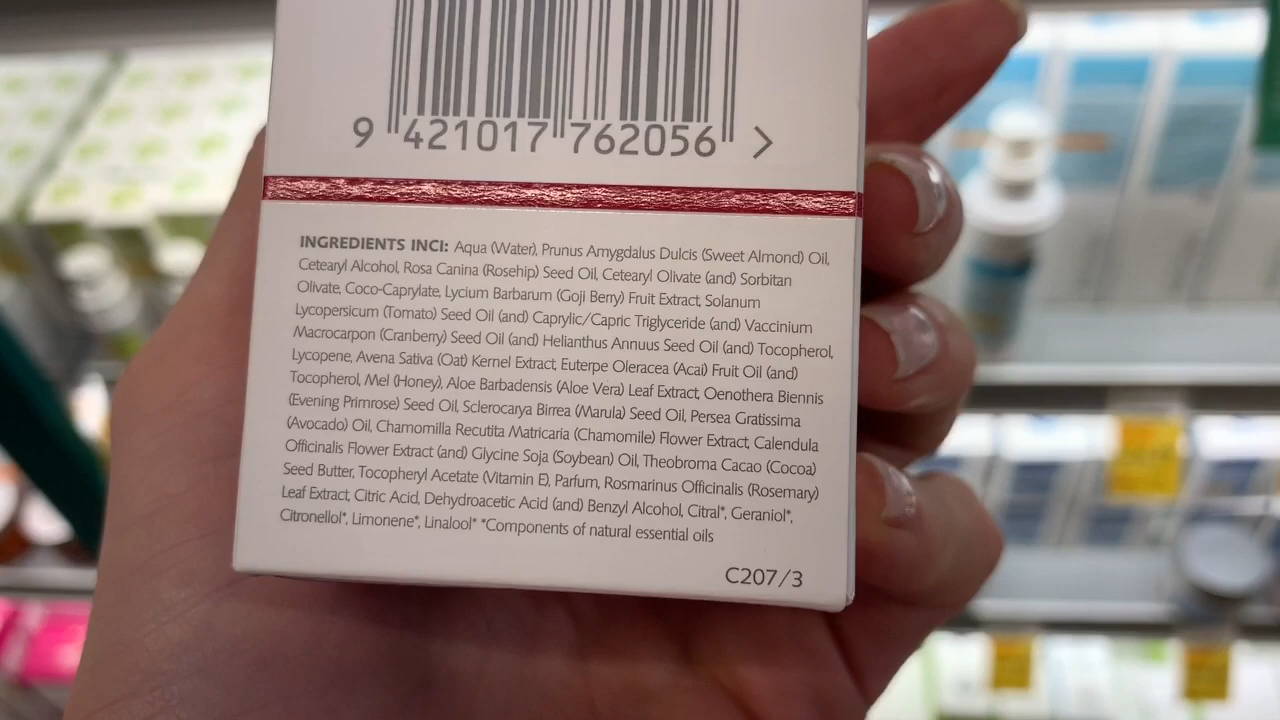 9 421017 762056 >
INGREDIENTS INCI: Aqua (Water), Prunus Amygdalus Dulcis (Sweet Almond) Oil,
Cetearyl Alcohol, Rosa Canina (Rosehip) Seed Oil, Cetearyl Olivate (and) Sorbitan
Olivate, Coco-Caprylate, Lycium Barbarum (Goji Berry) Fruit Extract, Solanum
Lycopersicum (Tomato) Seed Oil (and) Caprylic/Capric Triglyceride (and) Vaccinium
Macrocarpon (Cranberry) Seed Oil (and) Helianthus Annuus Seed Oil (and) Tocopherol,
Lycopene, Avena Sativa (Oat) Kernel Extract, Euterpe Oleracea (Acai) Fruit Oil (and)
Tocopherol, Mel (Honey), Aloe Barbadensis (Aloe Vera) Leaf Extract, Oenothera Biennis
(Evening Primrose) Seed Oil, Sclerocarya Birrea (Marula) Seed Oil, Persea Gratissima
(Avocado) Oil, Chamomilla Recutita Matricaria (Chamomile) Flower Extract, Calendula
Officinalis Flower Extract (and) Glycine Soja (Soybean) Oil, Theobroma Cacao (Cocoa)
Seed Butter, Tocopheryl Acetate (Vitamin E), Parfum, Rosmarinus Officinalis (Rosemary)
Leaf Extract, Citric Acid, Dehydroacetic Acid (and) Benzyl Alcohol, Citral*, Geraniol*,
Citronellol*, Limonene*, Linalool* *Components of natural essential oils
C207/3